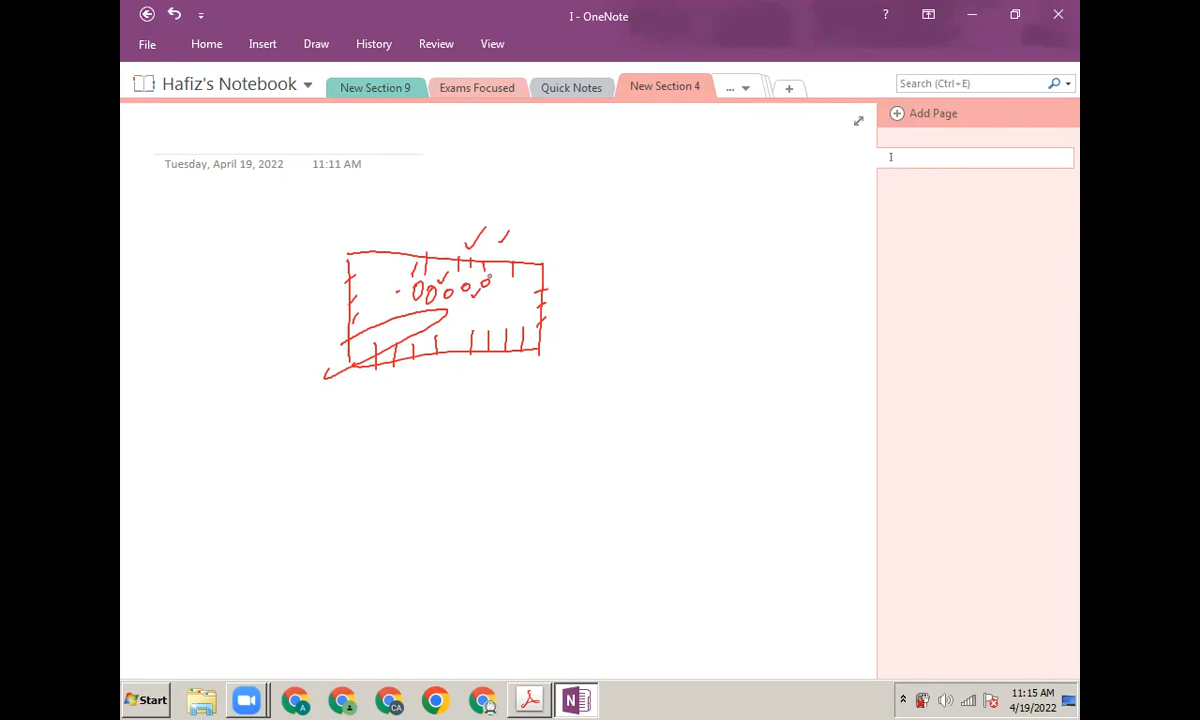 I - OneNote
?
File Home Insert Draw History Review View
Hafiz's Notebook New Section 9 Exams Focused Quick Notes New Section 4 ... + Search (Ctrl+E)
Add Page
I
Tuesday, April 19, 2022 11:11 AM
Start 11:15 AM
4/19/2022
A CA